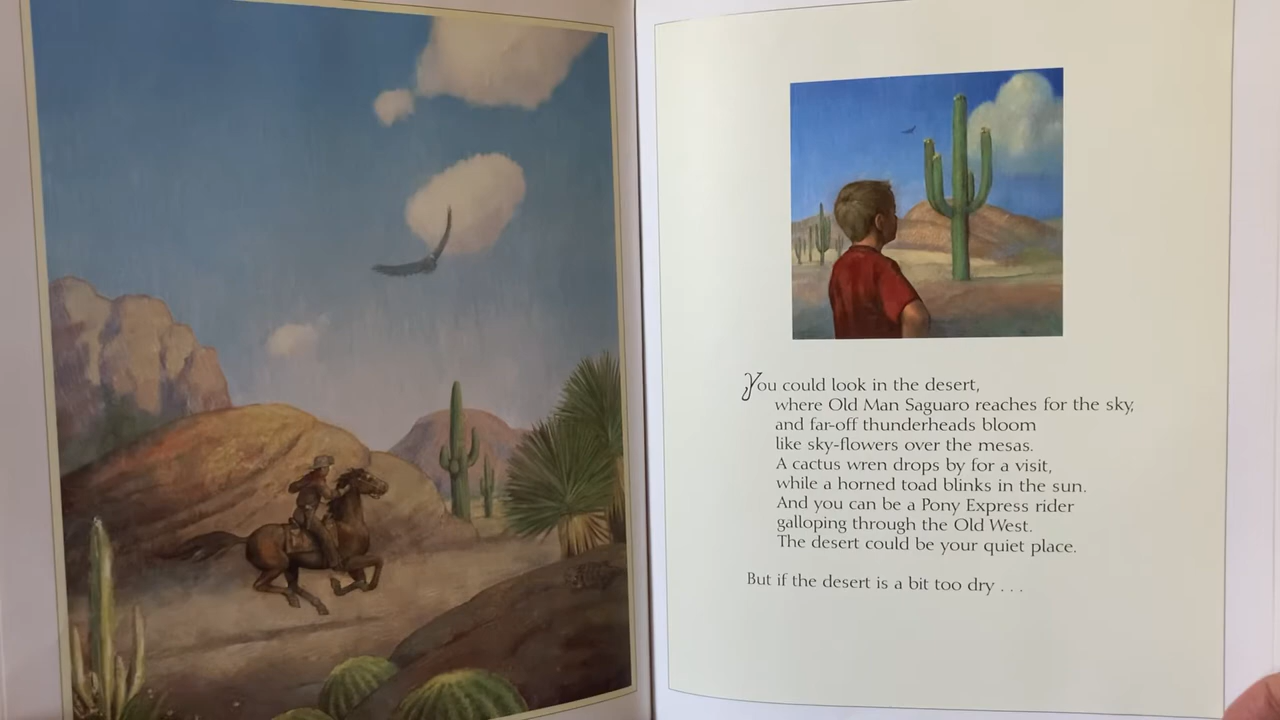 You could look in the desert,
where Old Man Saguaro reaches for the sky,
and far-off thunderheads bloom
like sky-flowers over the mesas.
A cactus wren drops by for a visit,
while a horned toad blinks in the sun.
And you can be a Pony Express rider
galloping through the Old West.
The desert could be your quiet place.
But if the desert is a bit too dry . . .